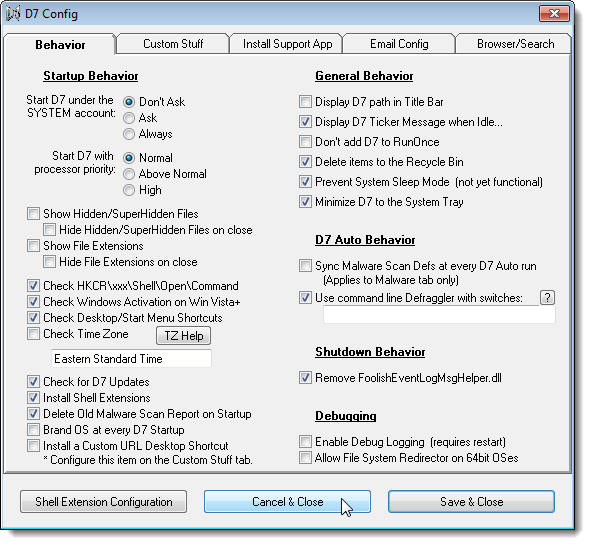 D7 Config
Behavior
Custom Stuff
Install Support App
Email Config
Browser/Search
Startup Behavior
Start D7 under the
SYSTEM account:
Don't Ask
Ask
Always
Start D7 with
processor priority:
Normal
Above Normal
High
Show Hidden/SuperHidden Files
Hide Hidden/SuperHidden Files on close
Show File Extensions
Hide File Extensions on close
Check HKCR\xxx\Shell\Open\Command
Check Windows Activation on Win Vista+
Check Desktop/Start Menu Shortcuts
Check Time Zone
TZ Help
Eastern Standard Time
Check for D7 Updates
Install Shell Extensions
Delete Old Malware Scan Report on Startup
Brand OS at every D7 Startup
Install a Custom URL Desktop Shortcut
* Configure this item on the Custom Stuff tab.
General Behavior
Display D7 path in Title Bar
Display D7 Ticker Message when Idle...
Don't add D7 to RunOnce
Delete items to the Recycle Bin
Prevent System Sleep Mode (not yet functional)
Minimize D7 to the System Tray
D7 Auto Behavior
Sync Malware Scan Defs at every D7 Auto run
(Applies to Malware tab only)
Use command line Defraggler with switches:
?
Shutdown Behavior
Remove FoolishEventLogMsgHelper.dll
Debugging
Enable Debug Logging (requires restart)
Allow File System Redirector on 64bit OSes
Shell Extension Configuration
Cancel & Close
Save & Close